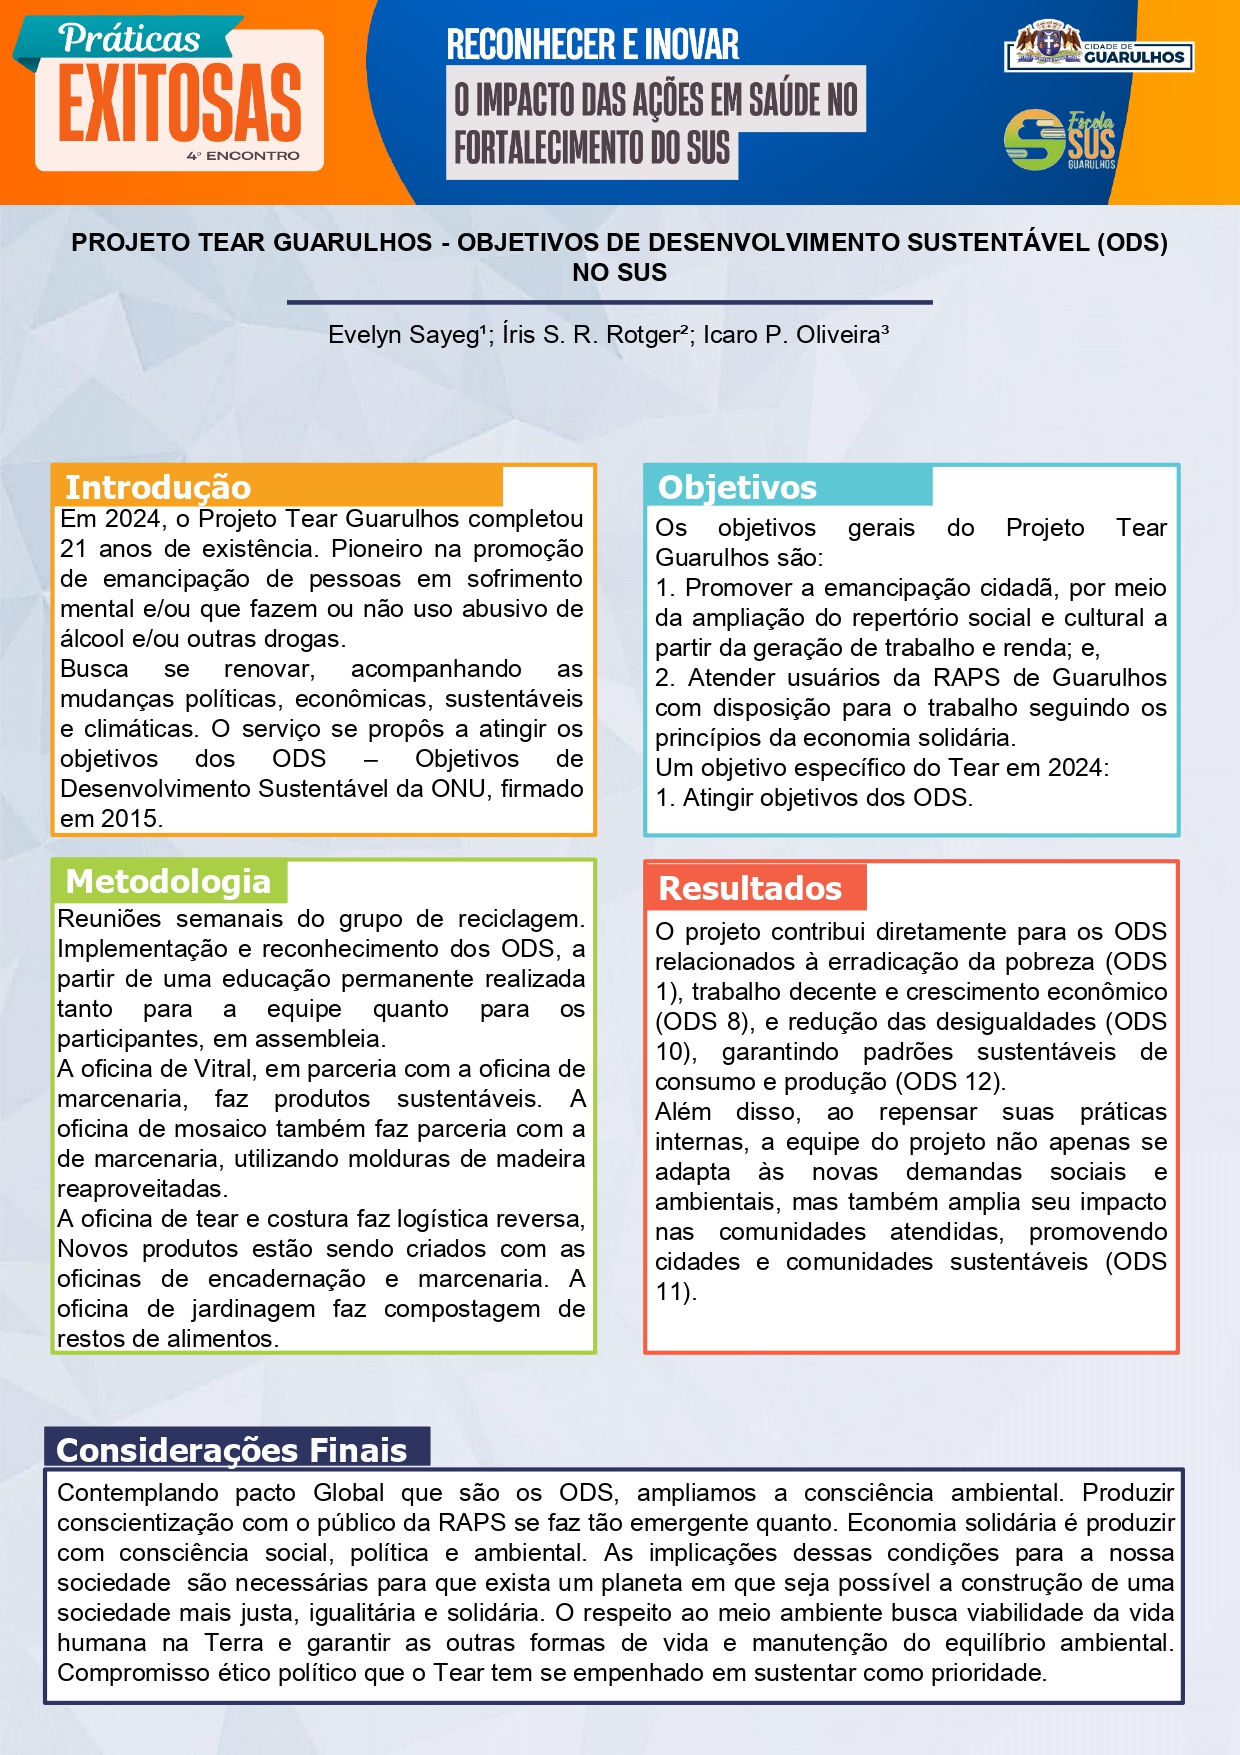 Práticas
EXITOSAS
4º ENCONTRO
RECONHECER E INOVAR
O IMPACTO DAS AÇÕES EM SAÚDE NO
FORTALECIMENTO DO SUS
CIDADE DE
GUARULHOS
Escola
SUS
GUARULHOS
PROJETO TEAR GUARULHOS - OBJETIVOS DE DESENVOLVIMENTO SUSTENTÁVEL (ODS)
NO SUS
Evelyn Sayeg¹; Íris S. R. Rotger²; Icaro P. Oliveira³
Introdução
Em 2024, o Projeto Tear Guarulhos completou
21 anos de existência. Pioneiro na promoção
de emancipação de pessoas em sofrimento
mental e/ou que fazem ou não uso abusivo de
álcool e/ou outras drogas.
Busca se renovar, acompanhando as
mudanças políticas, econômicas, sustentáveis
e climáticas. O serviço se propôs a atingir os
objetivos dos ODS – Objetivos de
Desenvolvimento Sustentável da ONU, firmado
em 2015.
Objetivos
Os objetivos gerais do Projeto Tear
Guarulhos são:
1. Promover a emancipação cidadã, por meio
da ampliação do repertório social e cultural a
partir da geração de trabalho e renda; e,
2. Atender usuários da RAPS de Guarulhos
com disposição para o trabalho seguindo os
princípios da economia solidária.
Um objetivo específico do Tear em 2024:
1. Atingir objetivos dos ODS.
Metodologia
Reuniões semanais do grupo de reciclagem.
Implementação e reconhecimento dos ODS, a
partir de uma educação permanente realizada
tanto para a equipe quanto para os
participantes, em assembleia.
A oficina de Vitral, em parceria com a oficina de
marcenaria, faz produtos sustentáveis. A
oficina de mosaico também faz parceria com a
de marcenaria, utilizando molduras de madeira
reaproveitadas.
A oficina de tear e costura faz logística reversa,
Novos produtos estão sendo criados com as
oficinas de encadernação e marcenaria. A
oficina de jardinagem faz compostagem de
restos de alimentos.
Resultados
O projeto contribui diretamente para os ODS
relacionados à erradicação da pobreza (ODS
1), trabalho decente e crescimento econômico
(ODS 8), e redução das desigualdades (ODS
10), garantindo padrões sustentáveis de
consumo e produção (ODS 12).
Além disso, ao repensar suas práticas
internas, a equipe do projeto não apenas se
adapta às novas demandas sociais e
ambientais, mas também amplia seu impacto
nas comunidades atendidas, promovendo
cidades e comunidades sustentáveis (ODS
11).
Considerações Finais
Contemplando pacto Global que são os ODS, ampliamos a consciência ambiental. Produzir
conscientização com o público da RAPS se faz tão emergente quanto. Economia solidária é produzir
com consciência social, política e ambiental. As implicações dessas condições para a nossa
sociedade são necessárias para que exista um planeta em que seja possível a construção de uma
sociedade mais justa, igualitária e solidária. O respeito ao meio ambiente busca viabilidade da vida
humana na Terra e garantir as outras formas de vida e manutenção do equilíbrio ambiental.
Compromisso ético político que o Tear tem se empenhado em sustentar como prioridade.